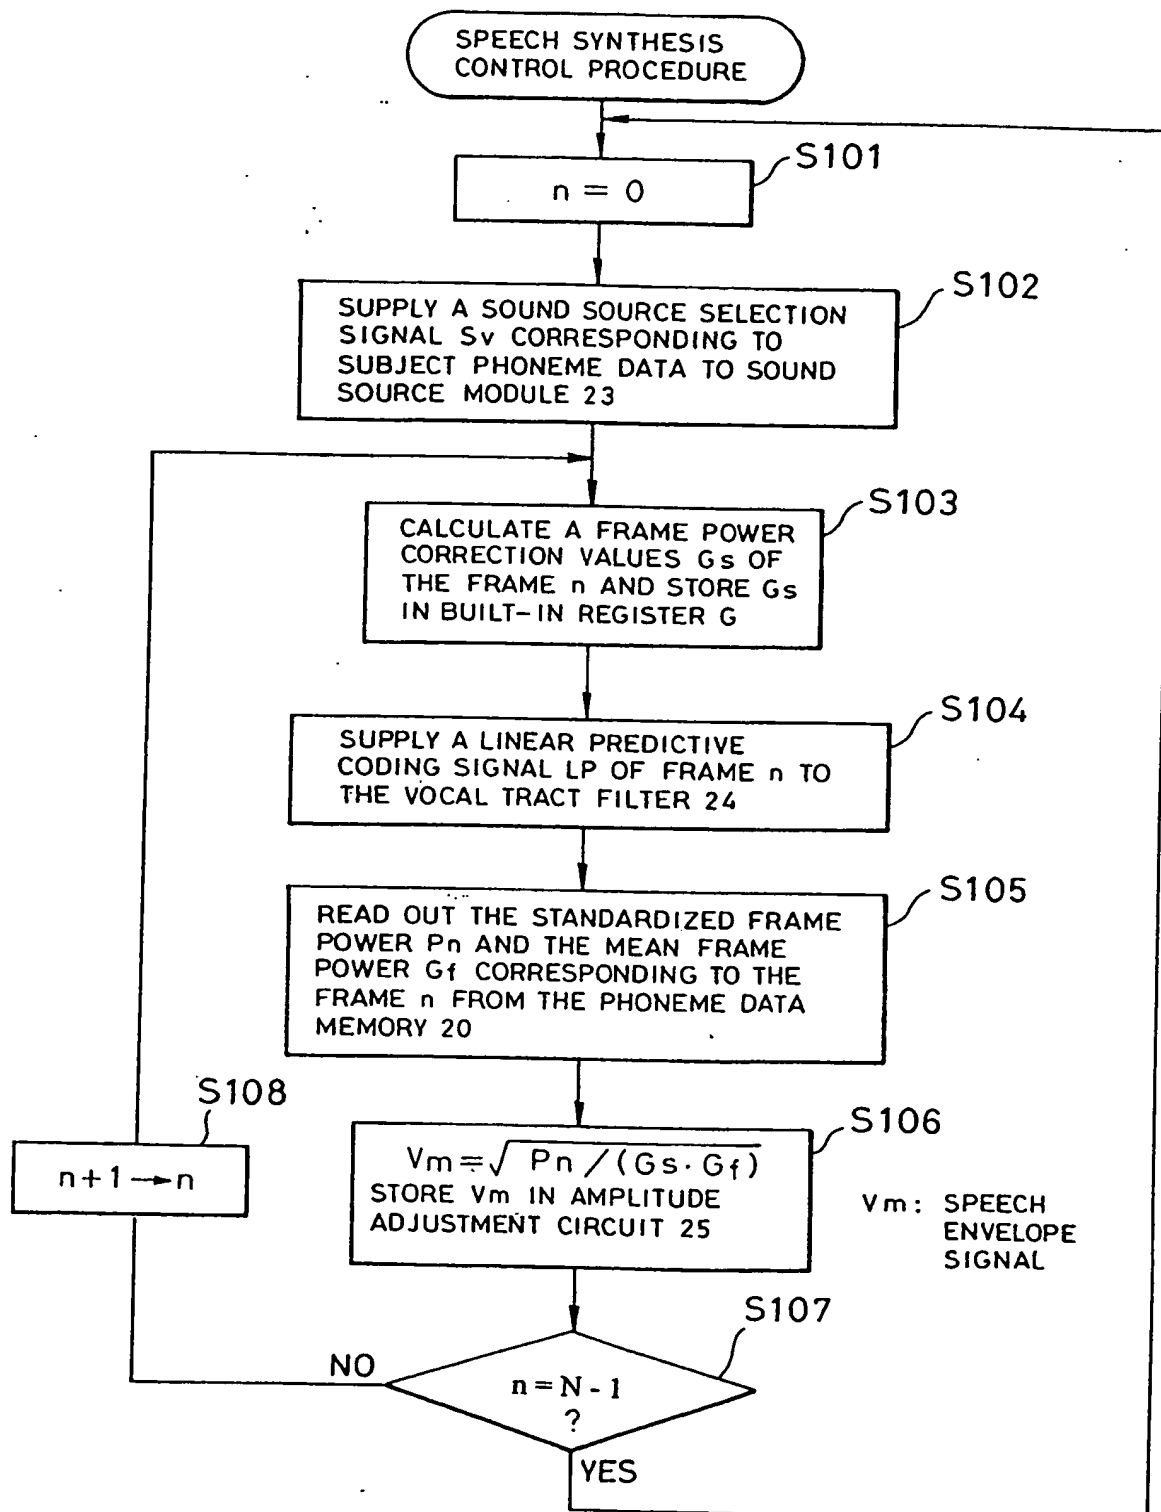 SPEECH SYNTHESIS
CONTROL PROCEDURE
S101
n = 0
S102
SUPPLY A SOUND SOURCE SELECTION
SIGNAL Sv CORRESPONDING TO
SUBJECT PHONEME DATA TO SOUND
SOURCE MODULE 23
S103
CALCULATE A FRAME POWER
CORRECTION VALUES Gs OF
THE FRAME n AND STORE Gs
IN BUILT-IN REGISTER G
S104
SUPPLY A LINEAR PREDICTIVE
CODING SIGNAL LP OF FRAME n TO
THE VOCAL TRACT FILTER 24
S105
READ OUT THE STANDARDIZED FRAME
POWER Pn AND THE MEAN FRAME
POWER Gf CORRESPONDING TO THE
FRAME n FROM THE PHONEME DATA
MEMORY 20
S108
n+1→n
S106
Vm=√Pn/(Gs·Gf)
STORE Vm IN AMPLITUDE
ADJUSTMENT CIRCUIT 25
Vm: SPEECH
ENVELOPE
SIGNAL
S107
NO
n=N-1
?
YES